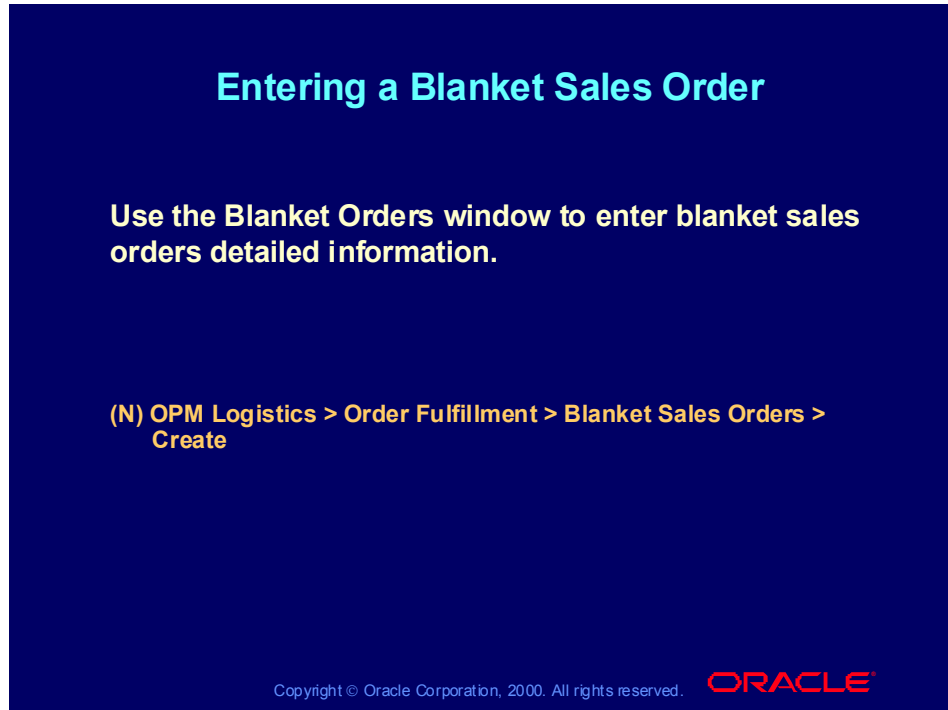 Entering a Blanket Sales Order
Use the Blanket Orders window to enter blanket sales
orders detailed information.
(N) OPM Logistics > Order Fulfillment > Blanket Sales Orders >
Create
Copyright © Oracle Corporation, 2000. All rights reserved.
ORACLE®